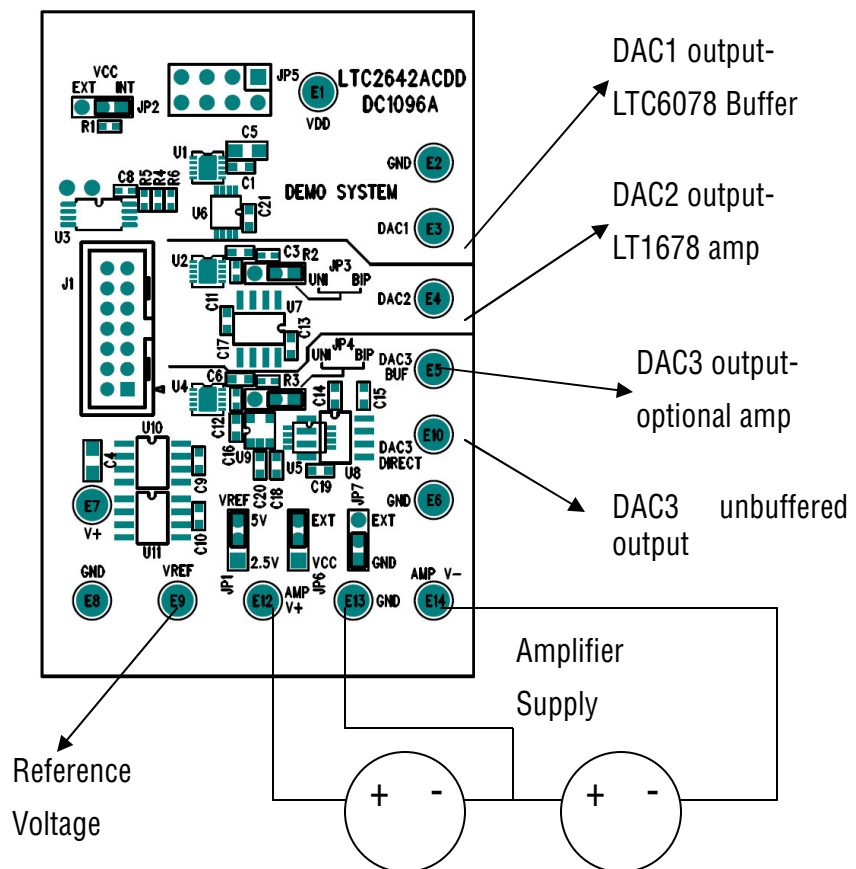 VCC
EXT INT
JP2
R1
JP5
LTC2642ACDD
DC1096A
E1
VDD
C5
U1
C1
GND E2
DEMO SYSTEM
C8 R5 R4 R6
U3
U6
C21
DAC1 E3
U2
C3 R2
JP3
UNI BIP
J1
C11
U7
C17
C13
DAC2 E4
JP4
UNI BIP
DAC3
BUF
E5
U4
C6
R3
C12
C14
C15
C16
U9
U5
U8
DAC3
DIRECT
E10
U10
C4
C9
C20
C18
C19
GND E6
E7
V+
U11
C10
VREF
5V
2.5V
JP1
EXT
VCC
JP6
JP7
EXT
GND
GND
E8
VREF
E9
E12
AMP
V+
E13
GND
AMP V-
E14
DAC1 output-
LTC6078 Buffer
DAC2 output-
LT1678 amp
DAC3 output-
optional amp
DAC3 unbuffered
output
Amplifier
Supply
Reference
Voltage
+ -
+ -